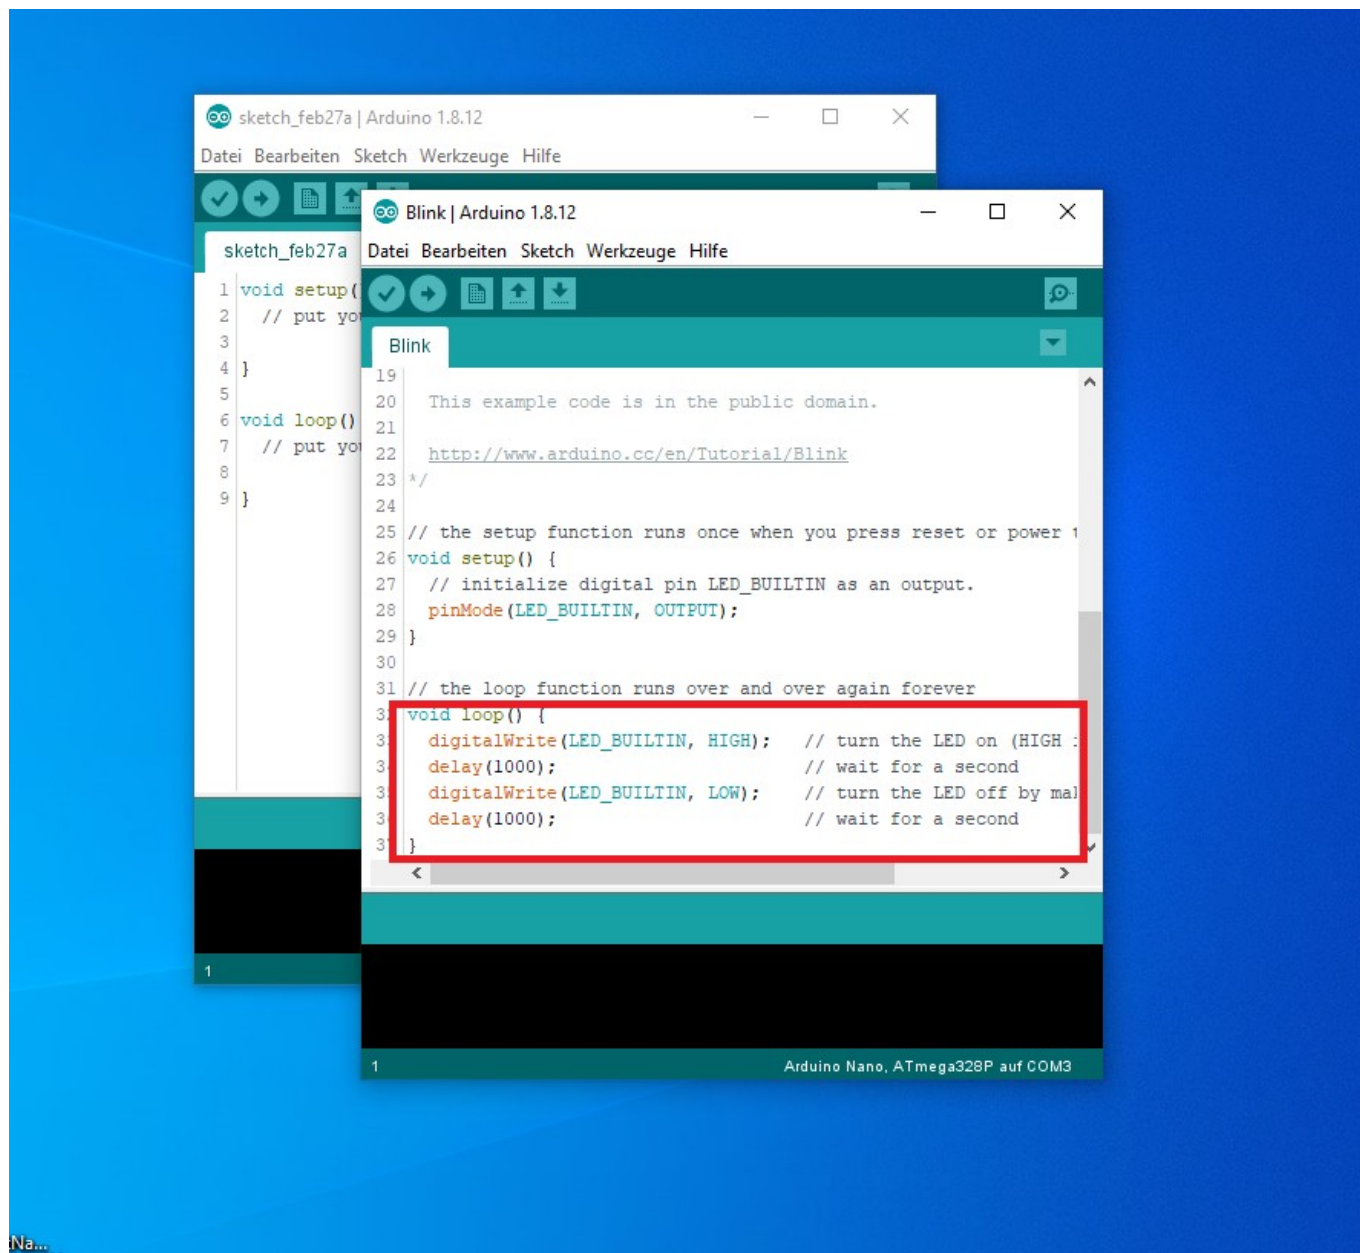 sketch_feb27a | Arduino 1.8.12
Datei Bearbeiten Sketch Werkzeuge Hilfe
sketch_feb27a
1 void setup(
2 // put you
3
4 }
5
6 void loop()
7 // put you
8
9 }
1
Blink | Arduino 1.8.12
Datei Bearbeiten Sketch Werkzeuge Hilfe
Blink
19
20 This example code is in the public domain.
21
22 http://www.arduino.cc/en/Tutorial/Blink
23 */
24
25 // the setup function runs once when you press reset or power
26 void setup() {
27 // initialize digital pin LED_BUILTIN as an output.
28 pinMode(LED_BUILTIN, OUTPUT);
29 }
30
31 // the loop function runs over and over again forever
void loop() {
digitalWrite(LED_BUILTIN, HIGH); // turn the LED on (HIGH
delay(1000); // wait for a second
digitalWrite(LED_BUILTIN, LOW); // turn the LED off by
delay(1000); // wait for a second
}
1
Arduino Nano, ATmega328P auf COM3